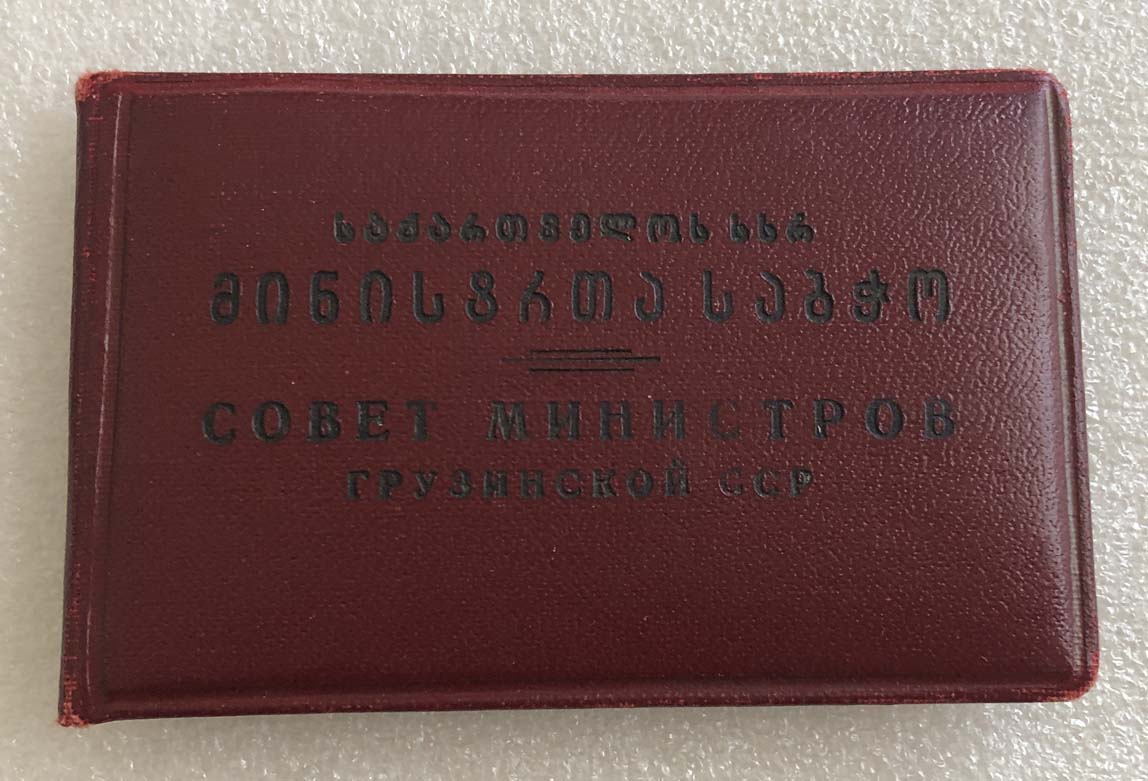 საქართველოს სსრ
მინისტრთა საბჭო
СОВЕТ МИНИСТРОВ
ГРУЗИНСКОЙ ССР